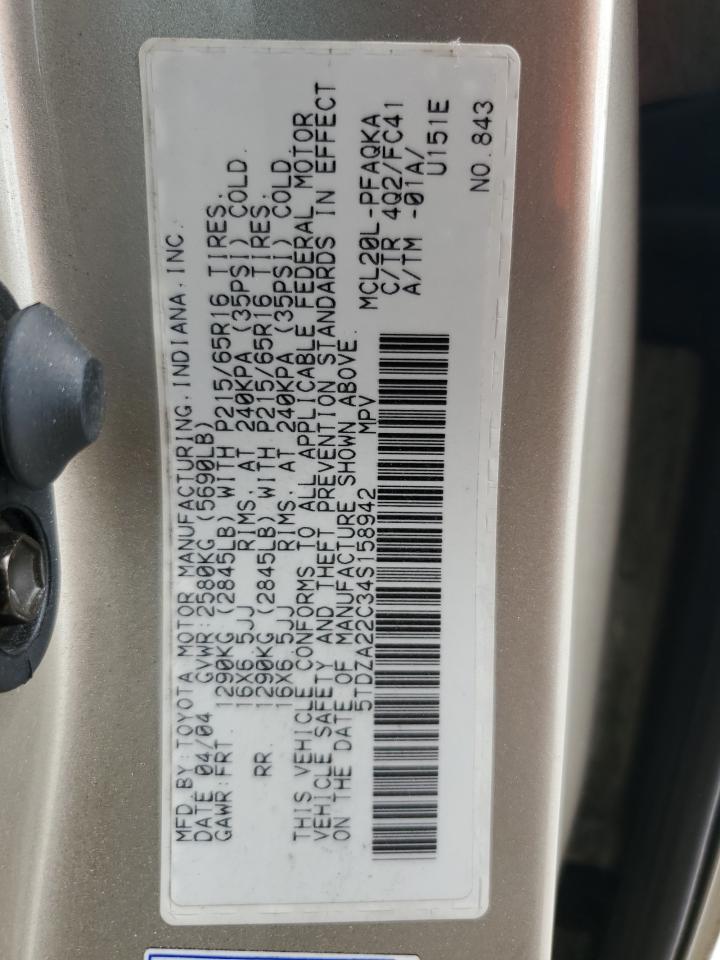 MFD.BY:TOYOTA MOTOR MANUFACTURING,INDIANA,INC.
DATE 04/04 GVWR:2580KG (5690LB)
GAWR:FRT. 1290KG (2845LB) WITH P215/65R16 TIRES,
16X6.5JJ RIMS, AT 240KPA (35PSI) COLD.
RR. 1290KG (2845LB) WITH P215/65R16 TIRES,
16X6.5JJ RIMS, AT 240KPA (35PSI) COLD.
THIS VEHICLE CONFORMS TO ALL APPLICABLE FEDERAL MOTOR
VEHICLE SAFETY AND THEFT PREVENTION STANDARDS IN EFFECT
ON THE DATE OF MANUFACTURE SHOWN ABOVE.
5TDZA22C34S158942 MPV
MCL20L-PFAQKA
C/TR 4Q2/FC41
A/TM -01A/
U151E
NO.843